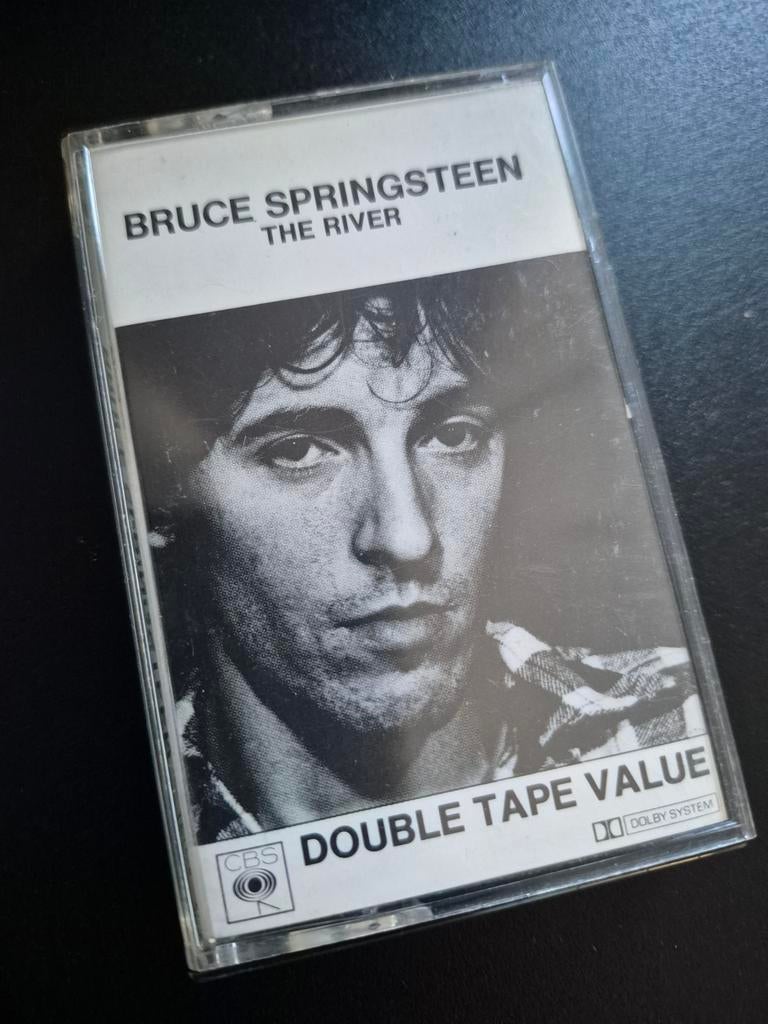 BRUCE SPRINGSTEEN
THE RIVER
DOUBLE TAPE VALUE
CBS
DOLBY SYSTEM